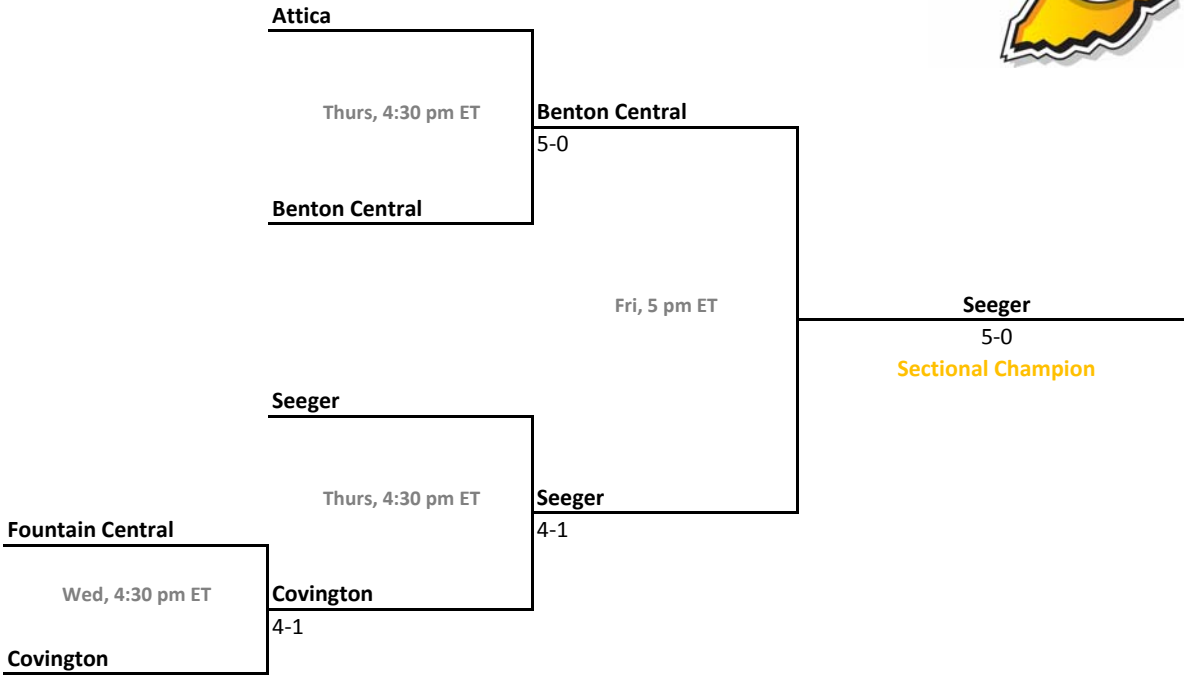 Attica
Thurs, 4:30 pm ET
Benton Central
5-0
Benton Central
Fri, 5 pm ET
Seeger
5-0
Sectional Champion
Seeger
Thurs, 4:30 pm ET
Seeger
4-1
Fountain Central
Wed, 4:30 pm ET
Covington
4-1
Covington